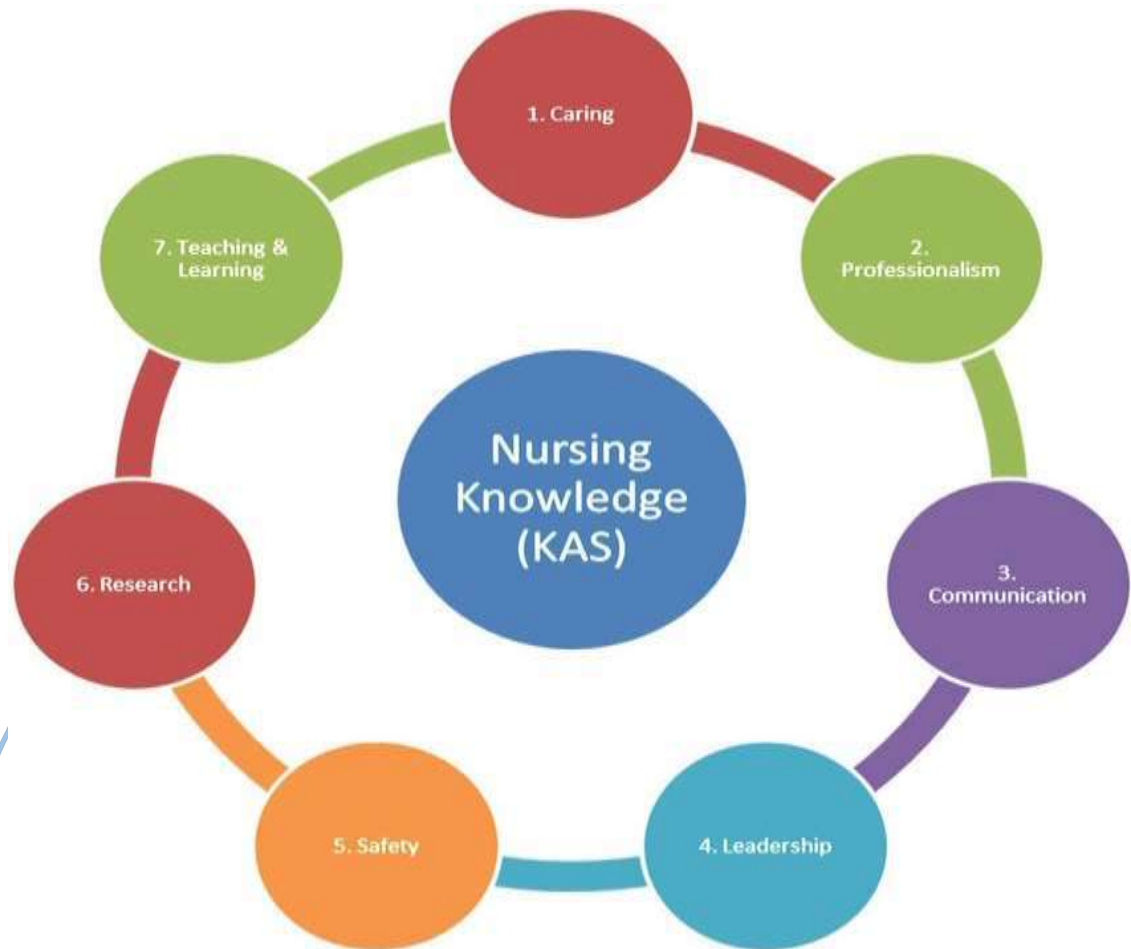 1. Caring
2.
Professionalism
3.
Communication
4. Leadership
5. Safety
6. Research
7. Teaching &
Learning
Nursing
Knowledge
(KAS)